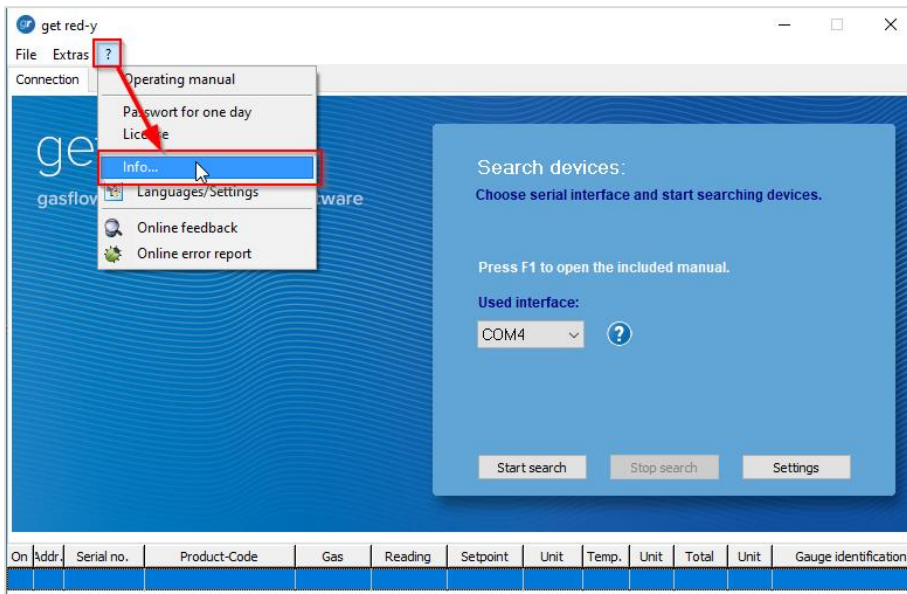 get red-y
File Extras ?
Connection
Operating manual
Passwort for one day
License
Info...
Languages/Settings
Online feedback
Online error report
ge
gasflow
ware
Search devices:
Choose serial interface and start searching devices.
Press F1 to open the included manual.
Used interface:
COM4
?
Start search Stop search Settings
On Addr. Serial no. Product-Code Gas Reading Setpoint Unit Temp. Unit Total Unit Gauge identification